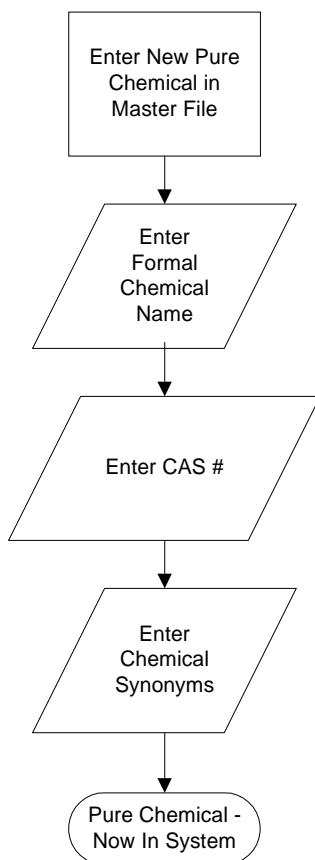 Enter New Pure
Chemical in
Master File
Enter
Formal
Chemical
Name
Enter CAS #
Enter
Chemical
Synonyms
Pure Chemical -
Now In System